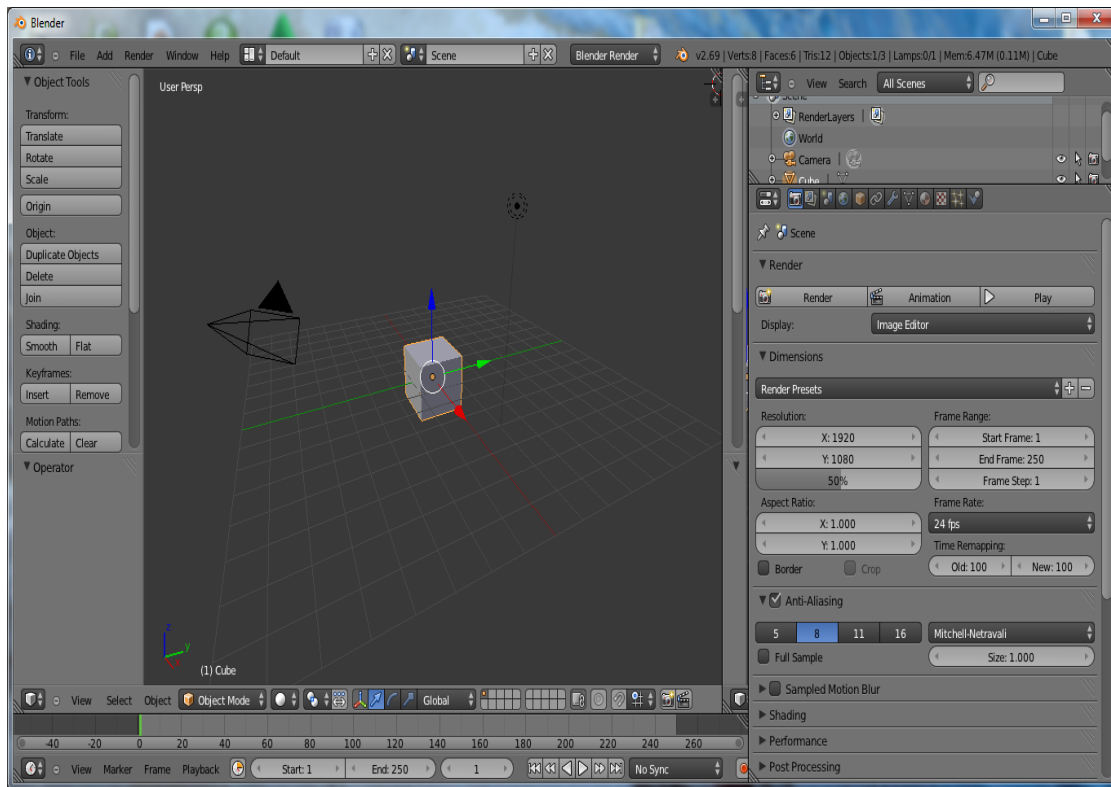 Blender
File Add Render Window Help Default Scene Blender Render v2.69 | Verts:8 | Faces:6 | Tris:12 | Objects:1/3 | Lamps:0/1 | Mem:6.47M (0.11M) | Cube
Object Tools
Transform:
Translate
Rotate
Scale
Origin
Object:
Duplicate Objects
Delete
Join
Shading:
Smooth Flat
Keyframes:
Insert Remove
Motion Paths:
Calculate Clear
Operator
User Persp
z
y
x
(1) Cube
View Select Object Object Mode Global
-40 -20 0 20 40 60 80 100 120 140 160 180 200 220 240 260
View Marker Frame Playback Start: 1 End: 250 1 No Sync
View Search All Scenes
Scene
RenderLayers |
World
Camera |
Cube |
Scene
Render
Render Animation Play
Display: Image Editor
Dimensions
Render Presets
Resolution: Frame Range:
X: 1920 Start Frame: 1
Y: 1080 End Frame: 250
50% Frame Step: 1
Aspect Ratio: Frame Rate:
X: 1.000 24 fps
Y: 1.000 Time Remapping:
Border Crop Old: 100 New: 100
Anti-Aliasing
5 8 11 16 Mitchell-Netravali
Full Sample Size: 1.000
Sampled Motion Blur
Shading
Performance
Post Processing